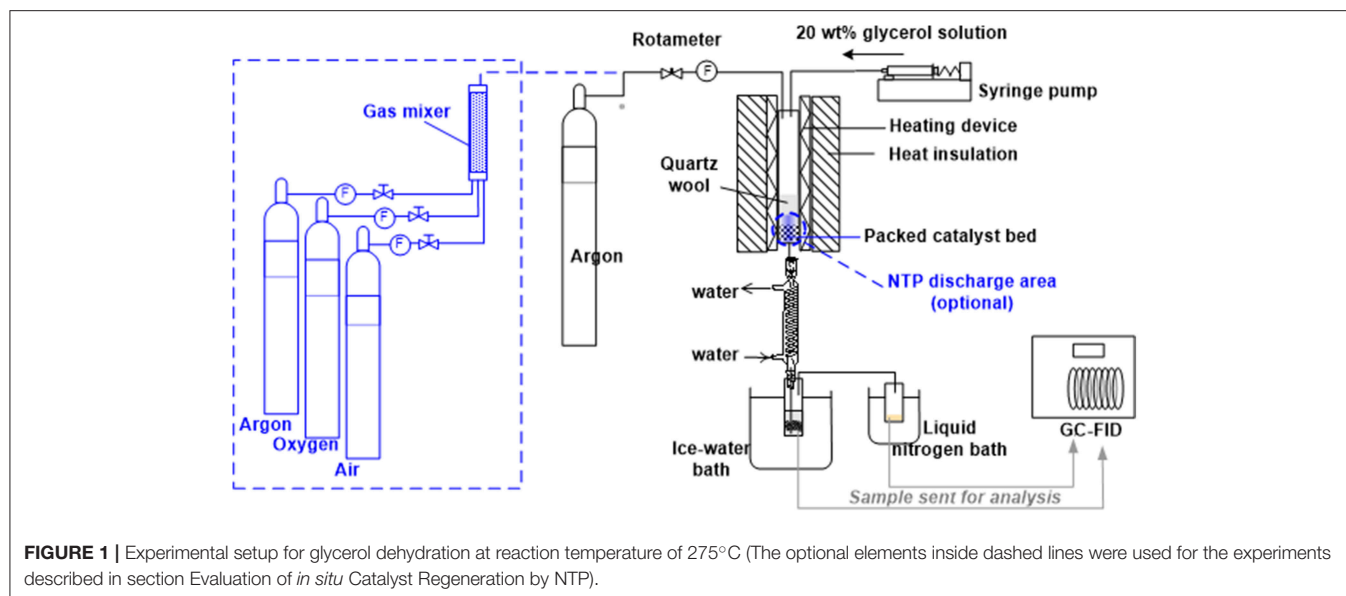 20 wt% glycerol solution
Rotameter
F
Syringe pump
Gas mixer
Heating device
Heat insulation
Quartz
wool
F
F
F
Packed catalyst bed
Argon
NTP discharge area
(optional)
water
water
Argon
Oxygen
Air
Ice-water
bath
Liquid
nitrogen bath
GC-FID
Sample sent for analysis
FIGURE 1 | Experimental setup for glycerol dehydration at reaction temperature of 275°C (The optional elements inside dashed lines were used for the experiments
described in section Evaluation of in situ Catalyst Regeneration by NTP).